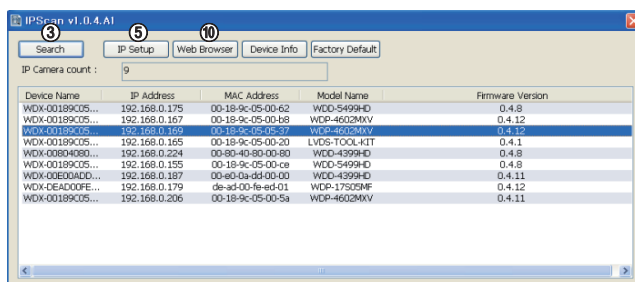 IPScan v1.0.4.AI
③ ⑤ ⑩
Search IP Setup Web Browser Device Info Factory Default
IP Camera count : 9
Device Name IP Address MAC Address Model Name Firmware Version
WDX-00189C05... 192.168.0.175 00-18-9c-05-00-62 WDD-5499HD 0.4.8
WDX-00189C05... 192.168.0.167 00-18-9c-05-00-b8 WDP-4602MXV 0.4.12
WDX-00189C05... 192.168.0.169 00-18-9c-05-05-37 WDP-4602MXV 0.4.12
WDX-00189C05... 192.168.0.165 00-18-9c-05-00-20 LVDS-TOOL-KIT 0.4.1
WDX-00804080... 192.168.0.224 00-80-40-80-00-80 WDD-4399HD 0.4.8
WDX-00189C05... 192.168.0.155 00-18-9c-05-00-ce WDD-5499HD 0.4.8
WDX-00E00ADD... 192.168.0.187 00-e0-0a-dd-00-00 WDD-4399HD 0.4.11
WDX-DEAD00FE... 192.168.0.179 de-ad-00-fe-ed-01 WDP-17S05MF 0.4.12
WDX-00189C05... 192.168.0.206 00-18-9c-05-00-5a WDP-4602MXV 0.4.11